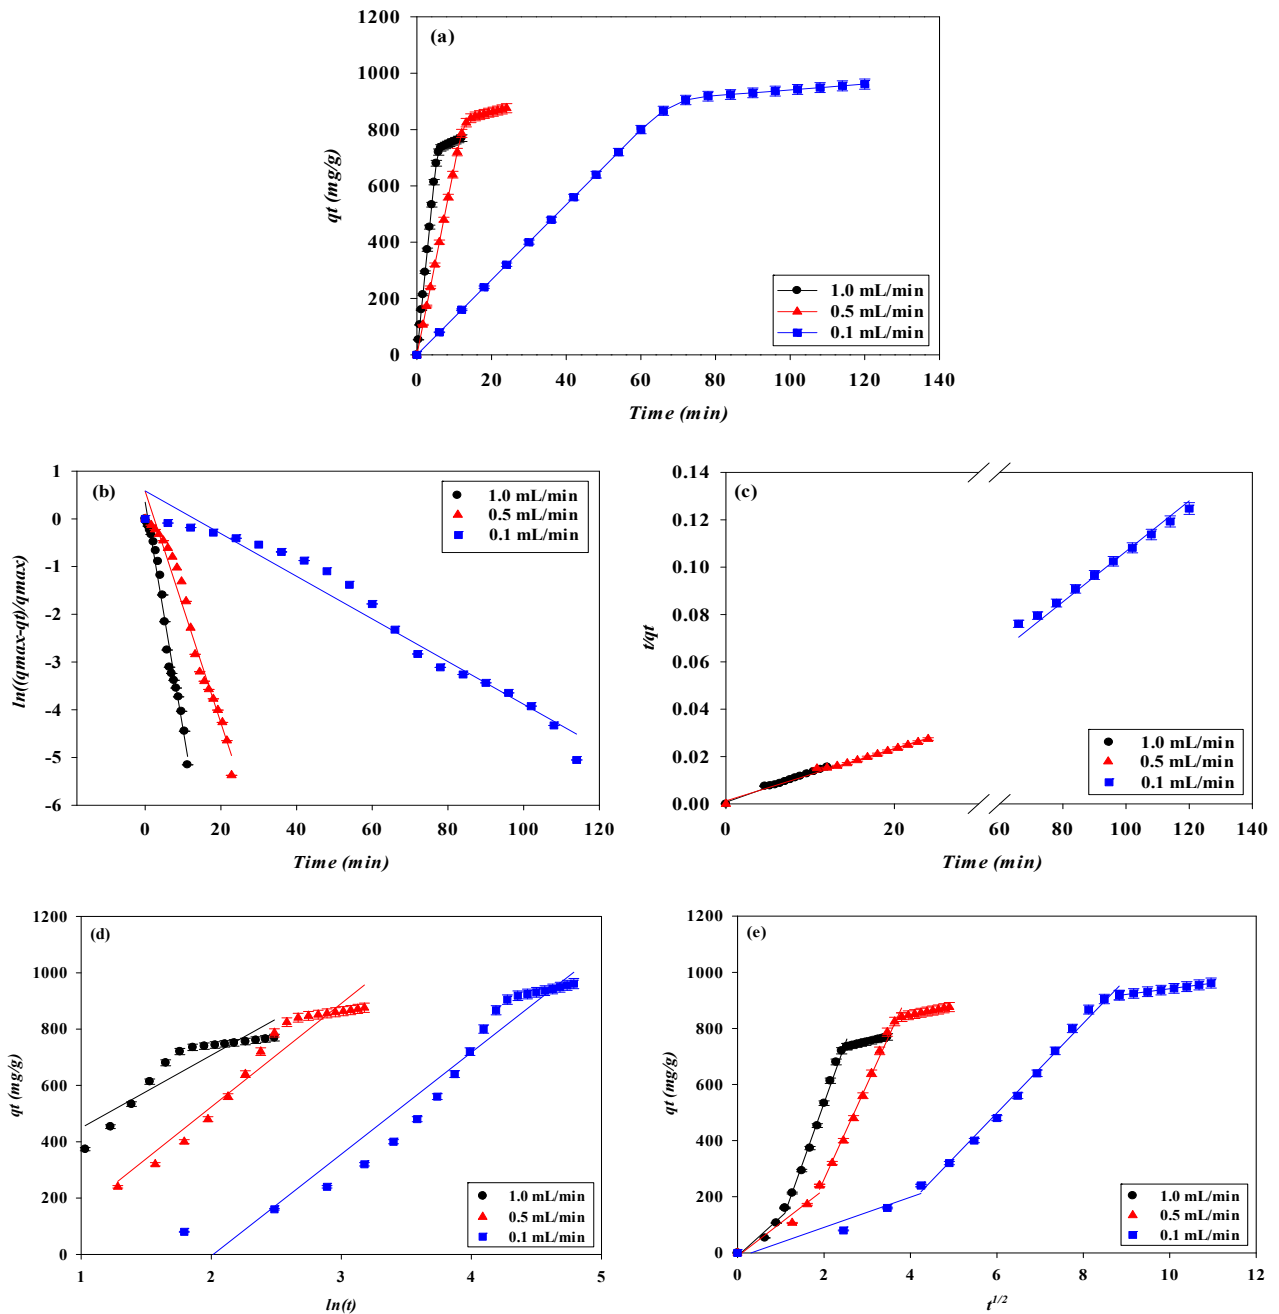 (a)
1200
1000
800
600
400
200
0
qt (mg/g)
1.0 mL/min
0.5 mL/min
0.1 mL/min
0 20 40 60 80 100 120 140
Time (min)
(b)
1
0
-1
-2
-3
-4
-5
-6
ln((qmax-qt)/qmax)
1.0 mL/min
0.5 mL/min
0.1 mL/min
0 20 40 60 80 100 120
Time (min)
(c)
0.14
0.12
0.10
0.08
0.06
0.04
0.02
0.00
t/qt
1.0 mL/min
0.5 mL/min
0.1 mL/min
0 20 60 80 100 120 140
Time (min)
(d)
1200
1000
800
600
400
200
0
qt (mg/g)
1.0 mL/min
0.5 mL/min
0.1 mL/min
1 2 3 4 5
ln(t)
(e)
1200
1000
800
600
400
200
0
qt (mg/g)
1.0 mL/min
0.5 mL/min
0.1 mL/min
0 2 4 6 8 10 12
t^1/2